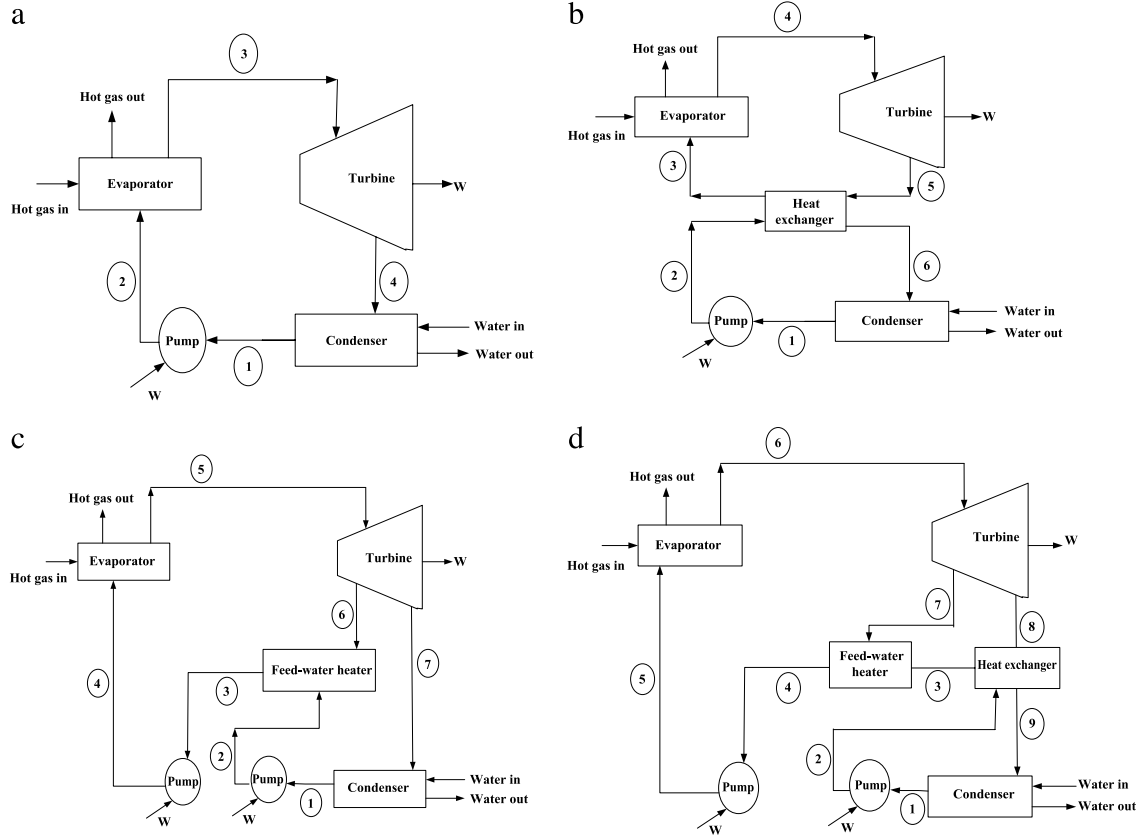 a
3
Hot gas out
Evaporator
Hot gas in
Turbine
W
2
4
Pump
Condenser
Water in
Water out
1
W
b
4
Hot gas out
Evaporator
Hot gas in
Turbine
W
3
5
Heat
exchanger
2
6
Pump
Condenser
Water in
Water out
1
W
c
5
Hot gas out
Evaporator
Hot gas in
Turbine
W
6
7
Feed-water heater
4
3
2
Pump
Pump
Condenser
Water in
Water out
1
W
W
d
6
Hot gas out
Evaporator
Hot gas in
Turbine
W
7
8
Feed-water
heater
Heat exchanger
5
4
3
9
2
Pump
Pump
Condenser
Water in
Water out
1
W
W